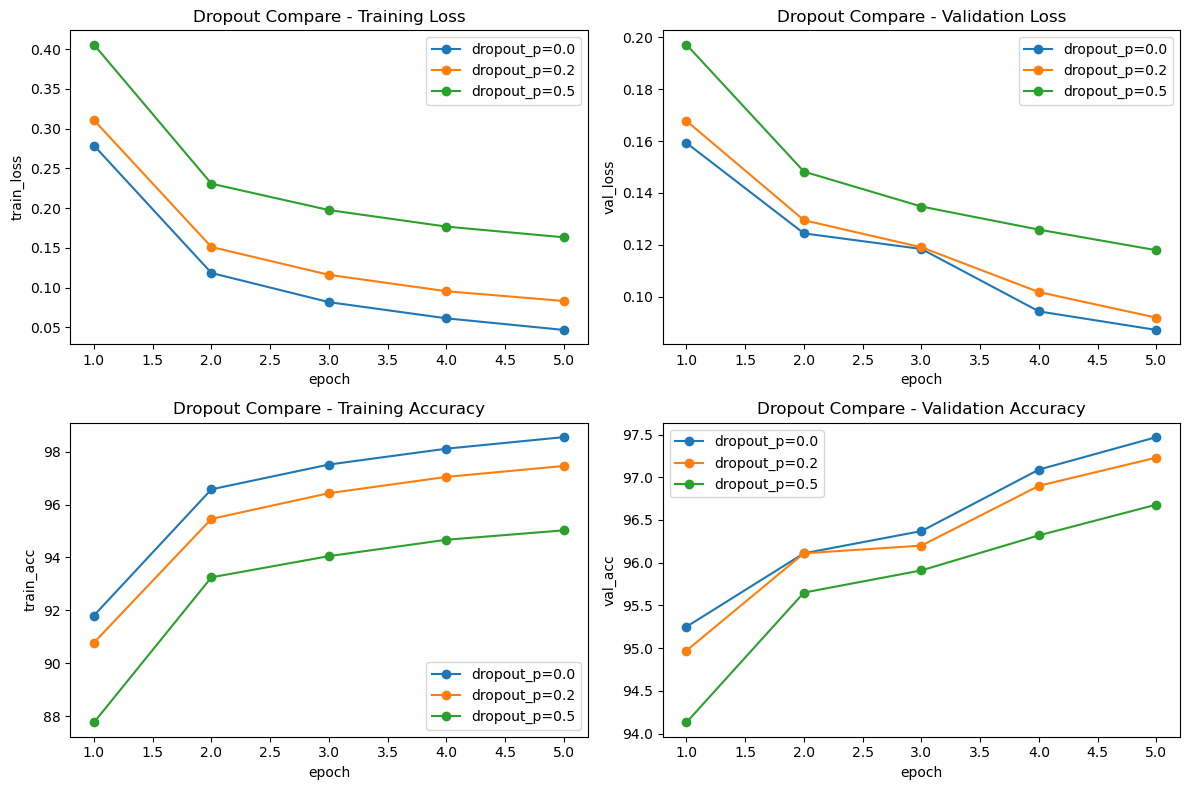 Dropout Compare - Training Loss
train_loss
0.40
0.35
0.30
0.25
0.20
0.15
0.10
0.05
dropout_p=0.0
dropout_p=0.2
dropout_p=0.5
1.0 1.5 2.0 2.5 3.0 3.5 4.0 4.5 5.0
epoch
Dropout Compare - Validation Loss
val_loss
0.20
0.18
0.16
0.14
0.12
0.10
dropout_p=0.0
dropout_p=0.2
dropout_p=0.5
1.0 1.5 2.0 2.5 3.0 3.5 4.0 4.5 5.0
epoch
Dropout Compare - Training Accuracy
train_acc
98
96
94
92
90
88
dropout_p=0.0
dropout_p=0.2
dropout_p=0.5
1.0 1.5 2.0 2.5 3.0 3.5 4.0 4.5 5.0
epoch
Dropout Compare - Validation Accuracy
val_acc
97.5
97.0
96.5
96.0
95.5
95.0
94.5
94.0
dropout_p=0.0
dropout_p=0.2
dropout_p=0.5
1.0 1.5 2.0 2.5 3.0 3.5 4.0 4.5 5.0
epoch